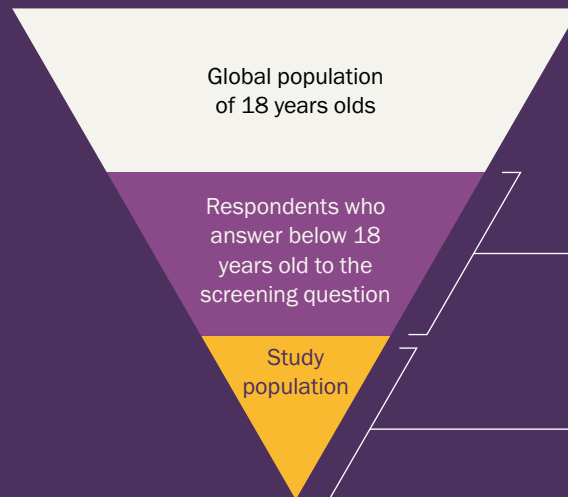 Global population
of 18 years olds
Respondents who
answer below 18
years old to the
screening question
Study
population